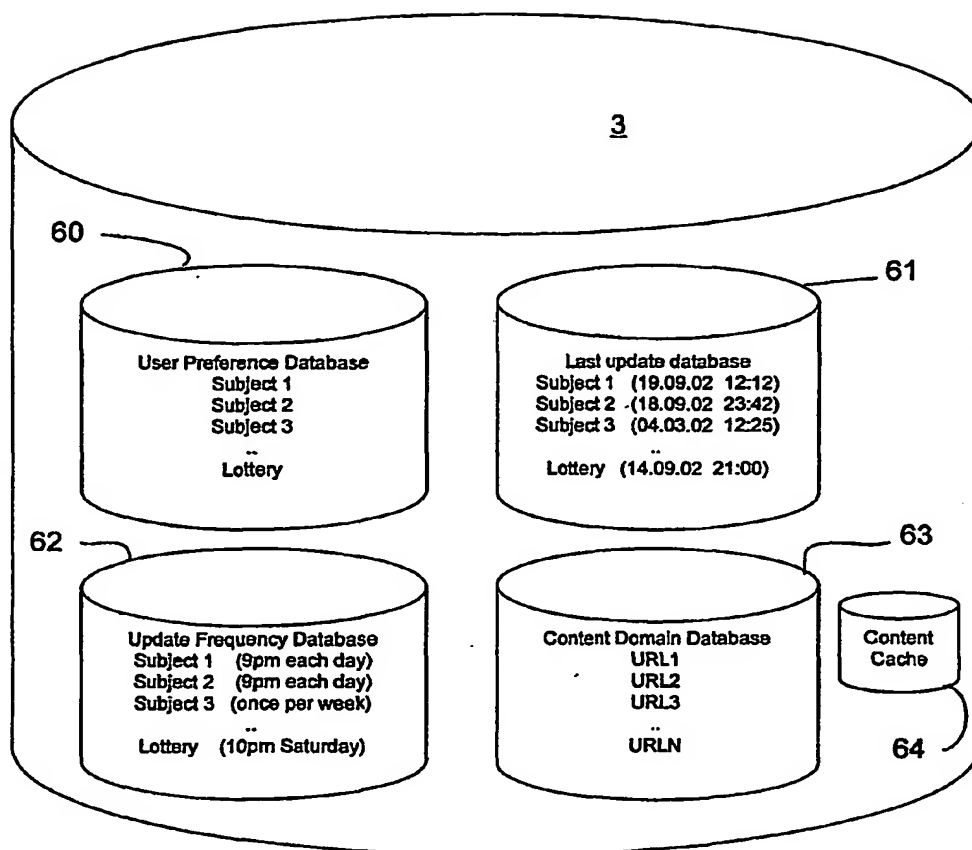 3
60
61
User Preference Database
Subject 1
Subject 2
Subject 3
..
Lottery
Last update database
Subject 1 (19.09.02 12:12)
Subject 2 (18.09.02 23:42)
Subject 3 (04.03.02 12:25)
..
Lottery (14.09.02 21:00)
62
63
Update Frequency Database
Subject 1 (9pm each day)
Subject 2 (9pm each day)
Subject 3 (once per week)
..
Lottery (10pm Saturday)
Content Domain Database
URL1
URL2
URL3
..
URLN
Content
Cache
64